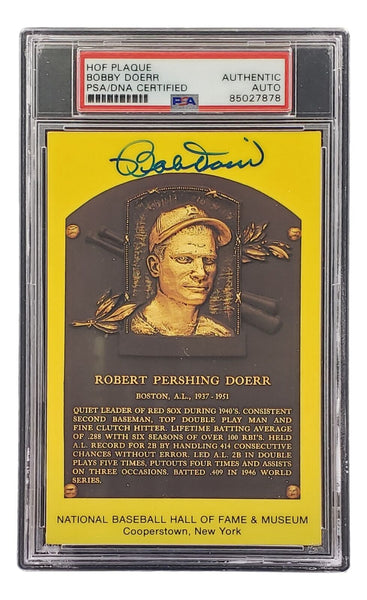 HOF PLAQUE
BOBBY DOERR
PSA/DNA CERTIFIED
AUTHENTIC
AUTO
85027878
PSA
Bob Doerr
B
ROBERT PERSHING DOERR
BOSTON, A.L., 1937 - 1951
QUIET LEADER OF RED SOX DURING 1940'S. CONSISTENT
SECOND BASEMAN, TOP DOUBLE PLAY MAN AND
FINE CLUTCH HITTER. LIFETIME BATTING AVERAGE
OF .288 WITH SIX SEASONS OF OVER 100 RBI'S. HELD
A.L. RECORD FOR 2B BY HANDLING 414 CONSECUTIVE
CHANCES WITHOUT ERROR. LED A.L. 2B IN DOUBLE
PLAYS FIVE TIMES, PUTOUTS FOUR TIMES AND ASSISTS
ON THREE OCCASIONS. BATTED .409 IN 1946 WORLD
SERIES.
NATIONAL BASEBALL HALL OF FAME & MUSEUM
Cooperstown, New York